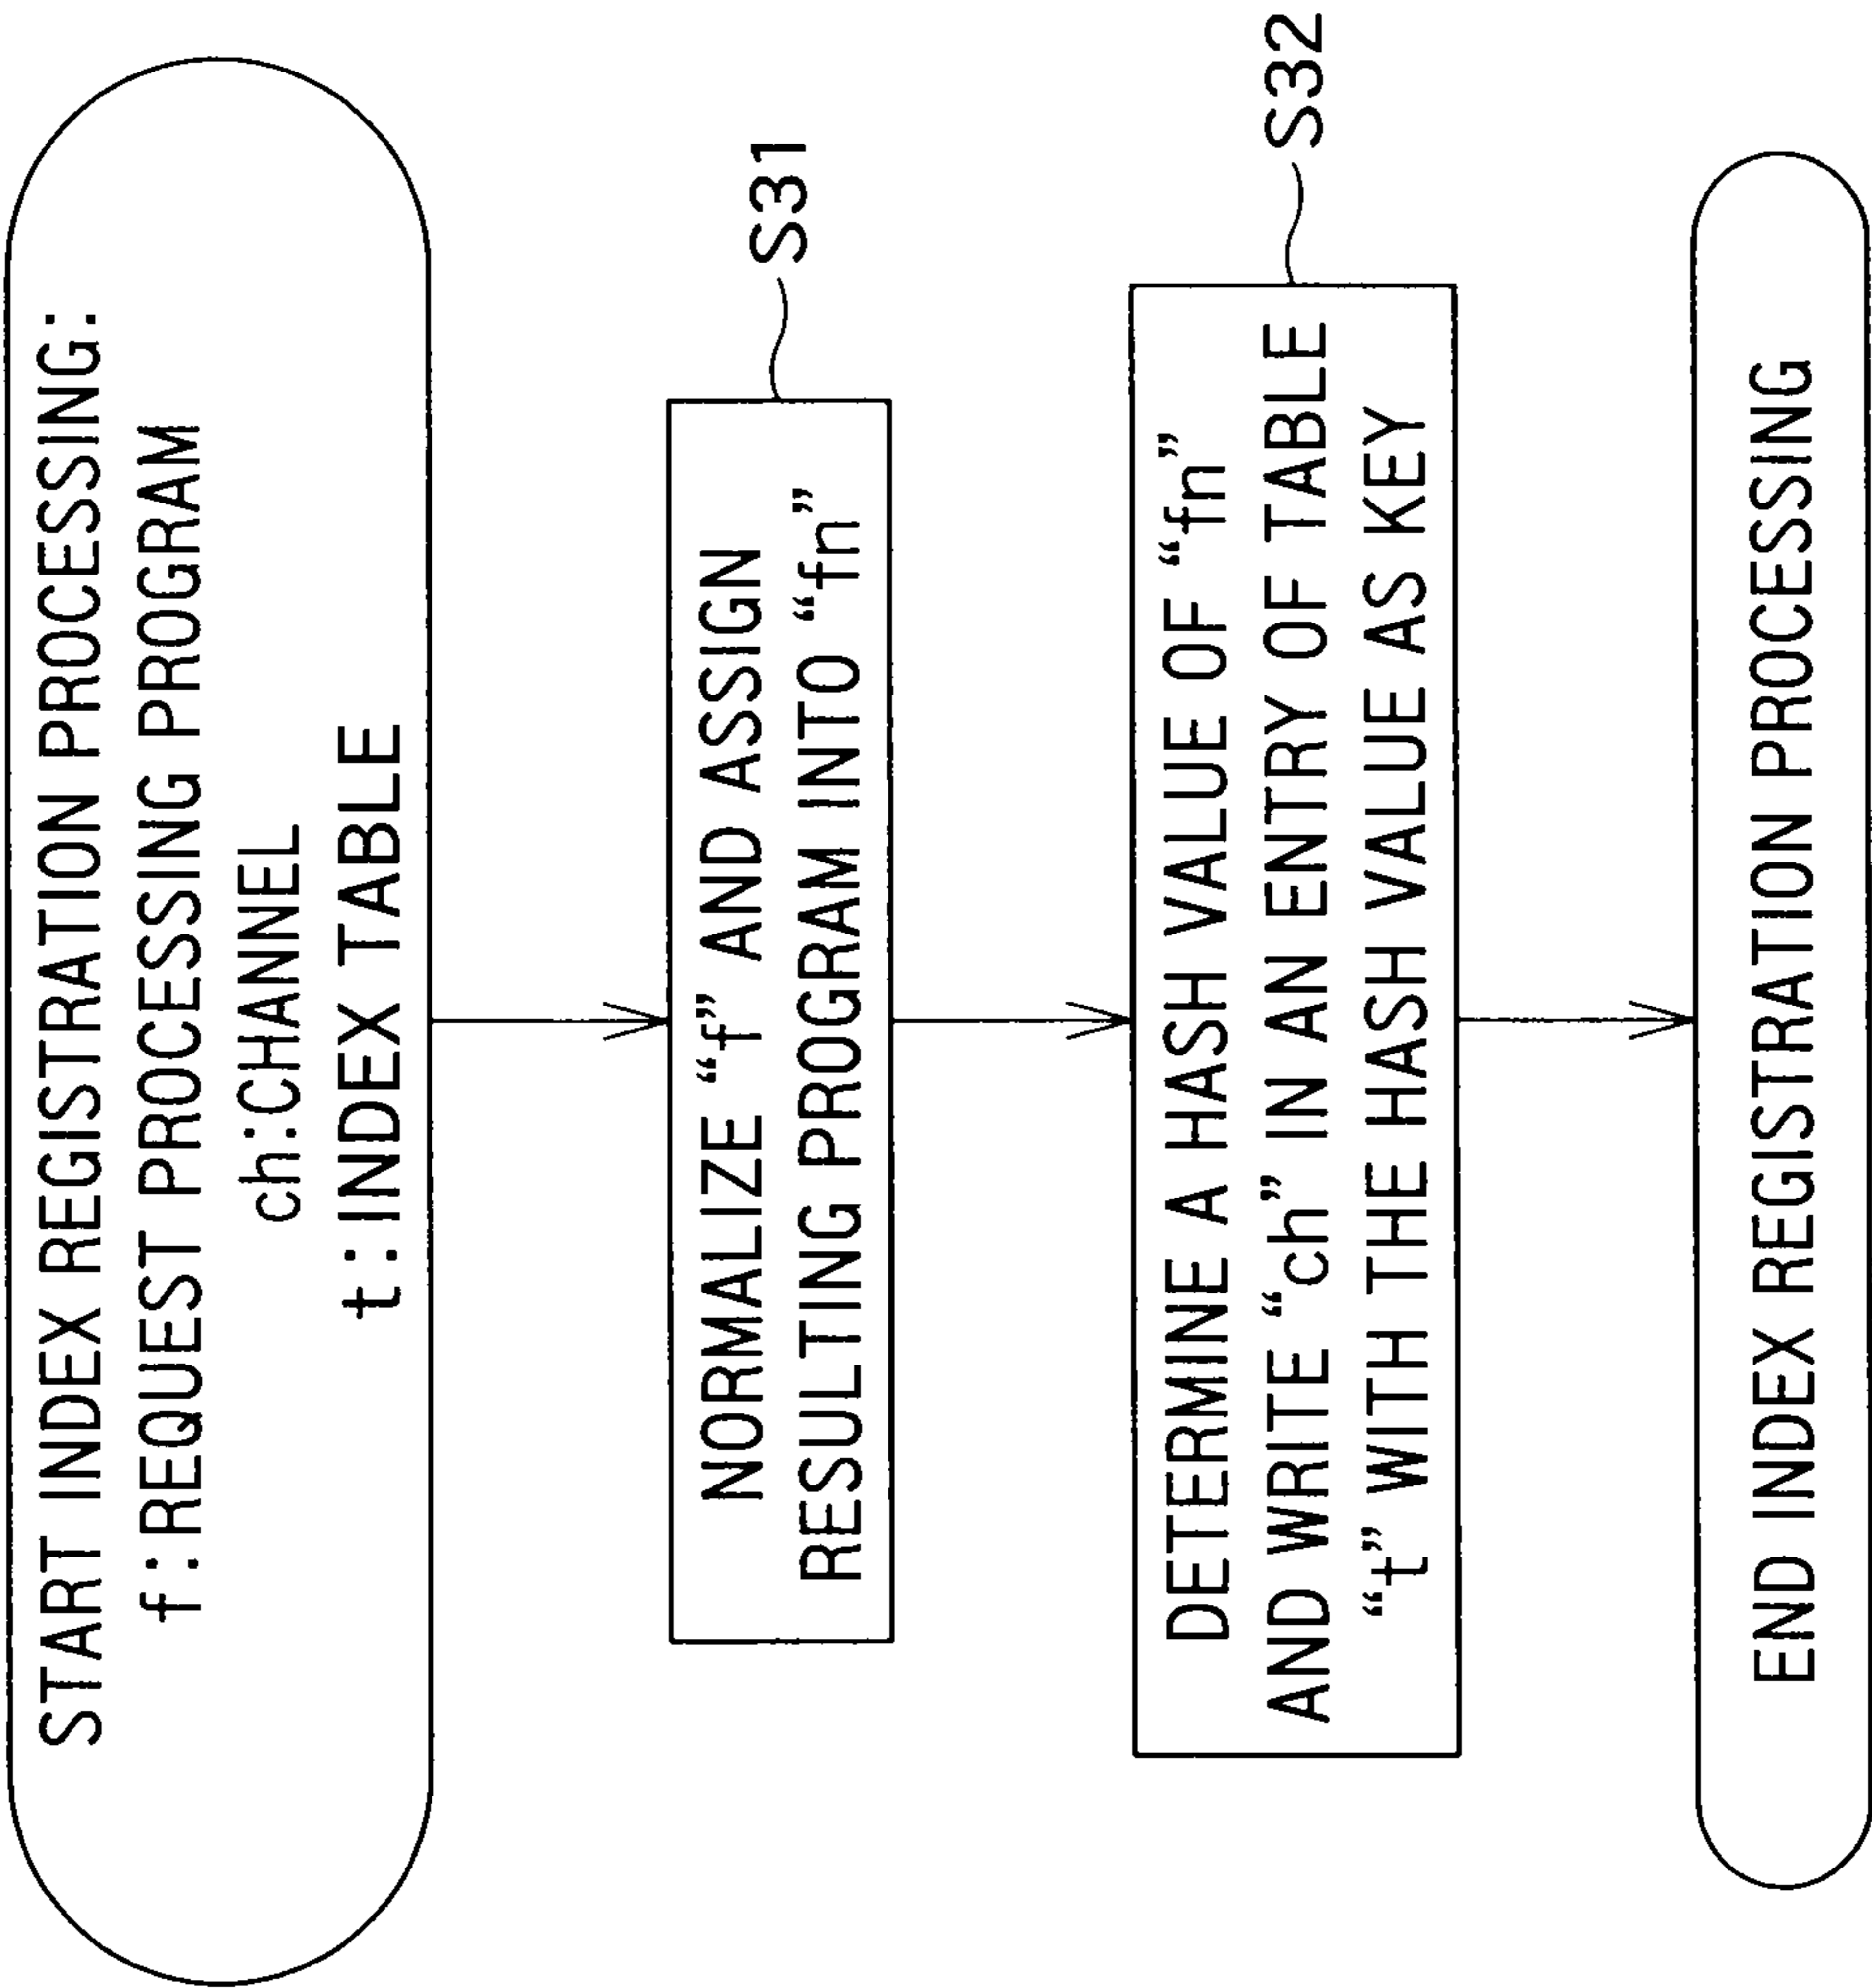 START INDEX REGISTRATION PROCESSING:
f:REQUEST PROCESSING PROGRAM
ch:CHANNEL
t:INDEX TABLE
S31
NORMALIZE “f” AND ASSIGN
RESULTING PROGRAM INTO “fn”
S32
DETERMINE A HASH VALUE OF “fn”
AND WRITE “ch” IN AN ENTRY OF TABLE
“t” WITH THE HASH VALUE AS KEY
END INDEX REGISTRATION PROCESSING